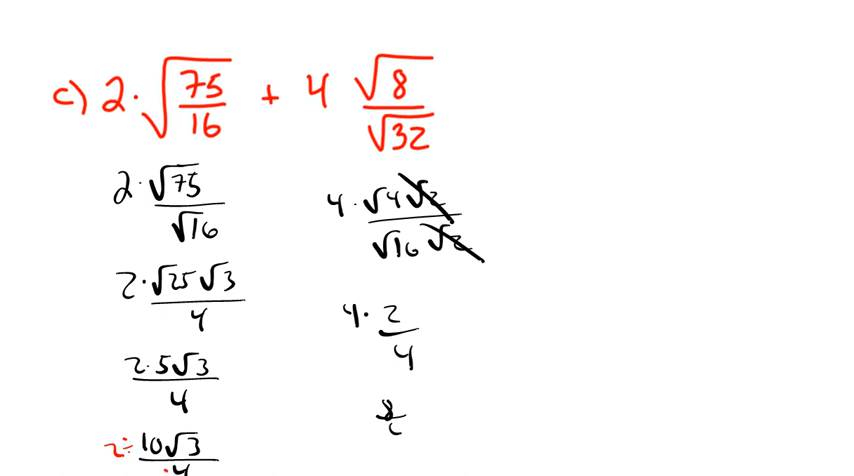 c) 2 · √(75/16) + 4 √8/√32
2 · √75/√16
2 · √25 √3/4
2 · 5√3/4
2 ÷ 10√3/4
4 · √4 √2/√16 √2
4 · 2/4
8/